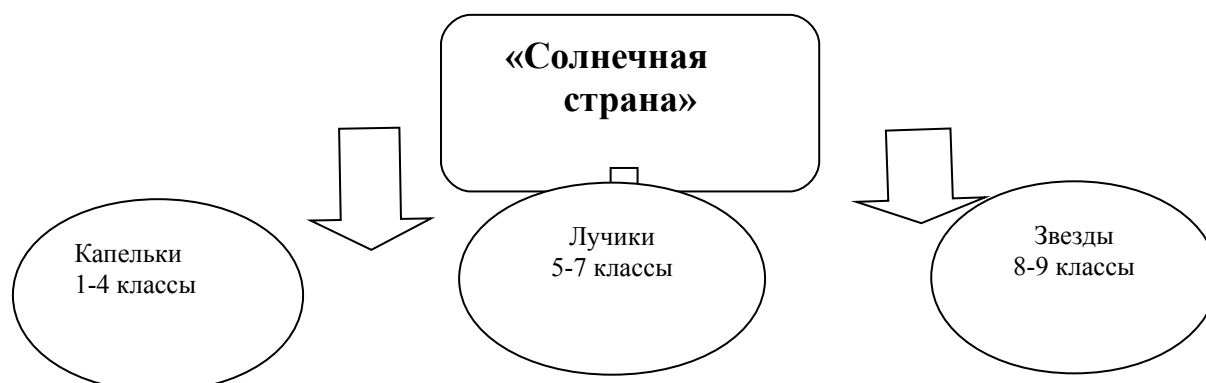 «Солнечная
страна»
Капельки
1-4 классы
Лучики
5-7 классы
Звезды
8-9 классы